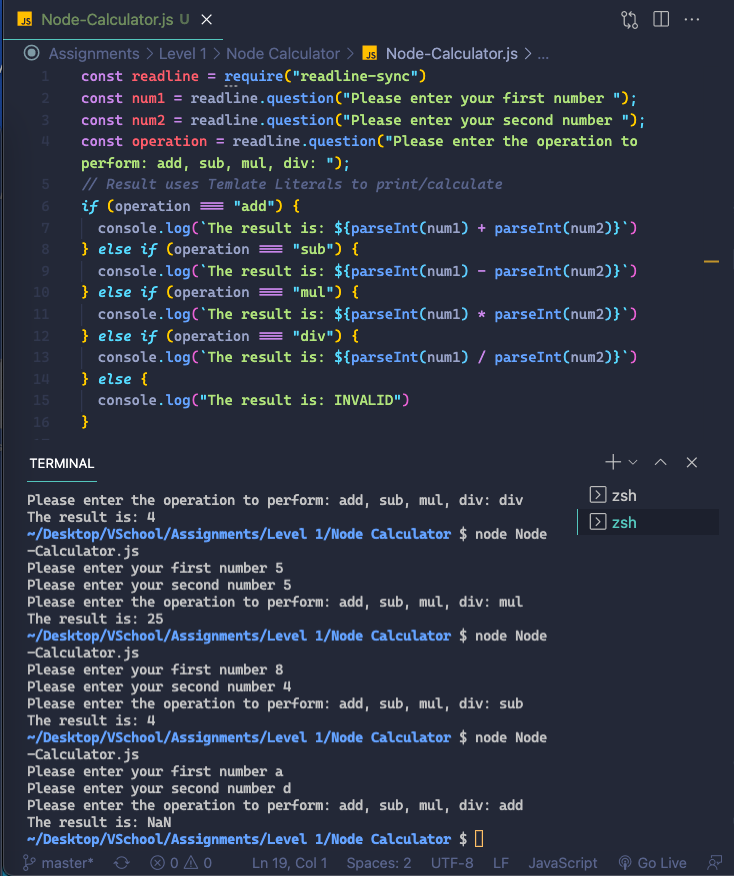 JS Node-Calculator.js U
Assignments > Level 1 > Node Calculator > JS Node-Calculator.js > ...
1 const readline = require("readline-sync")
2 const num1 = readline.question("Please enter your first number ");
3 const num2 = readline.question("Please enter your second number ");
4 const operation = readline.question("Please enter the operation to
perform: add, sub, mul, div: ");
5 // Result uses Temlate Literals to print/calculate
6 if (operation === "add") {
7 console.log(`The result is: ${parseInt(num1) + parseInt(num2)}`)
8 } else if (operation === "sub") {
9 console.log(`The result is: ${parseInt(num1) - parseInt(num2)}`)
10 } else if (operation === "mul") {
11 console.log(`The result is: ${parseInt(num1) * parseInt(num2)}`)
12 } else if (operation === "div") {
13 console.log(`The result is: ${parseInt(num1) / parseInt(num2)}`)
14 } else {
15 console.log("The result is: INVALID")
16 }
TERMINAL
Please enter the operation to perform: add, sub, mul, div: div
The result is: 4
~/Desktop/VSchool/Assignments/Level 1/Node Calculator $ node Node
-Calculator.js
Please enter your first number 5
Please enter your second number 5
Please enter the operation to perform: add, sub, mul, div: mul
The result is: 25
~/Desktop/VSchool/Assignments/Level 1/Node Calculator $ node Node
-Calculator.js
Please enter your first number 8
Please enter your second number 4
Please enter the operation to perform: add, sub, mul, div: sub
The result is: 4
~/Desktop/VSchool/Assignments/Level 1/Node Calculator $ node Node
-Calculator.js
Please enter your first number a
Please enter your second number d
Please enter the operation to perform: add, sub, mul, div: add
The result is: NaN
~/Desktop/VSchool/Assignments/Level 1/Node Calculator $
zsh
zsh
master* 0 0 Ln 19, Col 1 Spaces: 2 UTF-8 LF JavaScript Go Live